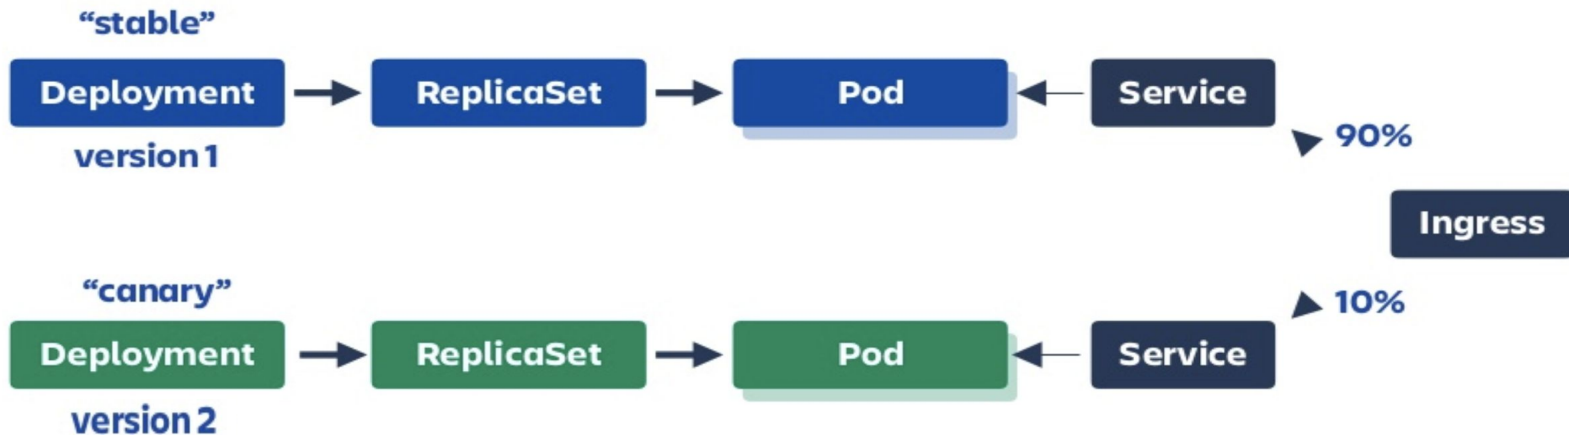 “stable”
Deployment ReplicaSet Pod Service
version 1
90%
Ingress
“canary”
10%
Deployment ReplicaSet Pod Service
version 2